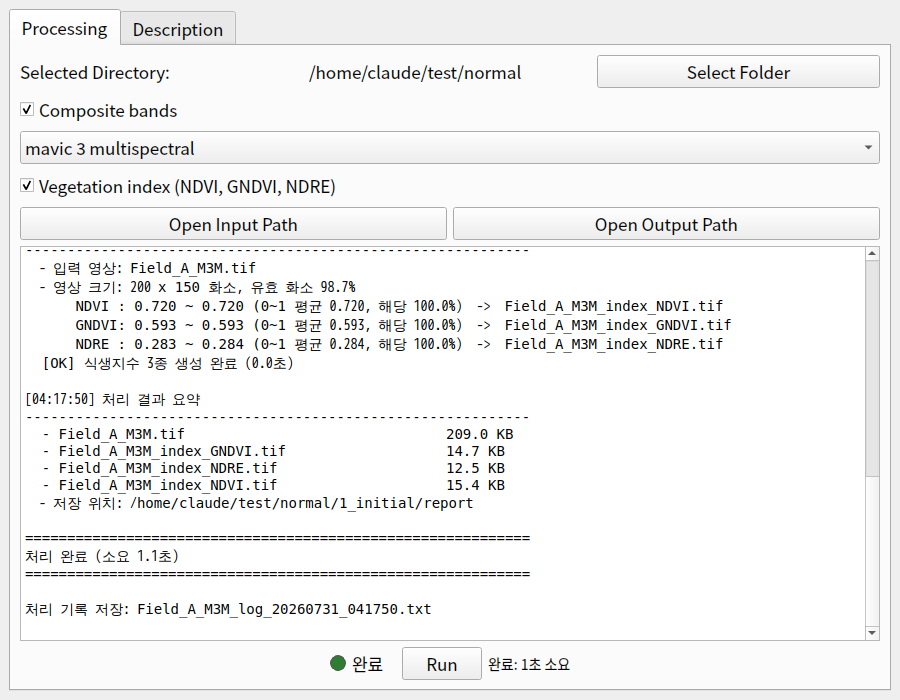 Processing Description
Selected Directory: /home/claude/test/normal Select Folder
Composite bands
mavic 3 multispectral
Vegetation index (NDVI, GNDVI, NDRE)
Open Input Path Open Output Path
------------------------------------------------------------
- 입력 영상: Field_A_M3M.tif
- 영상 크기: 200 x 150 화소, 유효 화소 98.7%
NDVI : 0.720 ~ 0.720 (0~1 평균 0.720, 해당 100.0%) -> Field_A_M3M_index_NDVI.tif
GNDVI: 0.593 ~ 0.593 (0~1 평균 0.593, 해당 100.0%) -> Field_A_M3M_index_GNDVI.tif
NDRE : 0.283 ~ 0.284 (0~1 평균 0.284, 해당 100.0%) -> Field_A_M3M_index_NDRE.tif
[OK] 식생지수 3종 생성 완료 (0.0초)
[04:17:50] 처리 결과 요약
------------------------------------------------------------
- Field_A_M3M.tif 209.0 KB
- Field_A_M3M_index_GNDVI.tif 14.7 KB
- Field_A_M3M_index_NDRE.tif 12.5 KB
- Field_A_M3M_index_NDVI.tif 15.4 KB
- 저장 위치: /home/claude/test/normal/1_initial/report
============================================================
처리 완료 (소요 1.1초)
============================================================
처리 기록 저장: Field_A_M3M_log_20260731_041750.txt
완료 Run 완료: 1초 소요